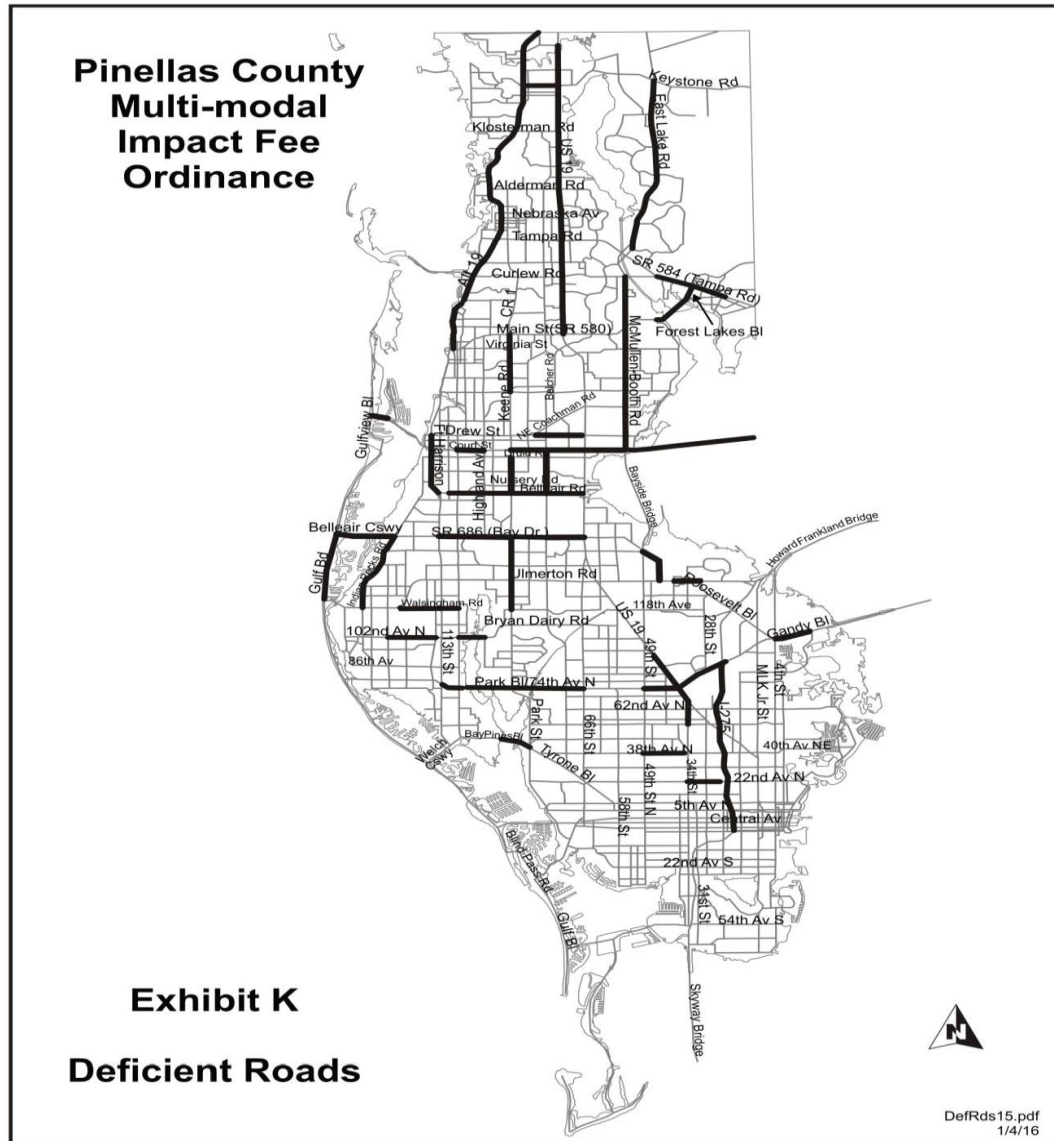 Pinellas County
Multi-modal
Impact Fee
Ordinance
Keystone Rd
East Lake Rd
Klosterman Rd
US 19
Alderman Rd
Nebraska Av
Tampa Rd
SR 584 (Tampa Rd)
Alt 19
Curlew Rd
CR 1
Forest Lakes Bl
Main St(SR 580)
Virginia St
McMullen-Booth Rd
Keene Rd
Belcher Rd
NE Coachman Rd
Gulfview Bl
Drew St
Ft Harrison
Court St
Highland Av
Nursery Rd
Belleair Rd
Bayside Bridge
Belleair Cswy
SR 686 (Bay Dr.)
Howard Frankland Bridge
Gulf Bd
Indian Rocks Rd
Ulmerton Rd
Roosevelt Bl
Walsingham Rd
118th Ave
US 19
28th St
Gandy Bl
102nd Av N
113th St
Bryan Dairy Rd
49th St
86th Av
MLK Jr St
4th St
Park Bl/74th Av N
62nd Av N
I-275
Park St
66th St
BayPinesBl
Tyrone Bl
38th Av N
40th Av NE
Welch
Cswy
34th St
22nd Av N
49th St N
58th St
5th Av N
Central Av
Blind Pass Rd
22nd Av S
31st St
54th Av S
Gulf Bl
Skyway Bridge
Exhibit K
Deficient Roads
N
DefRds15.pdf
1/4/16